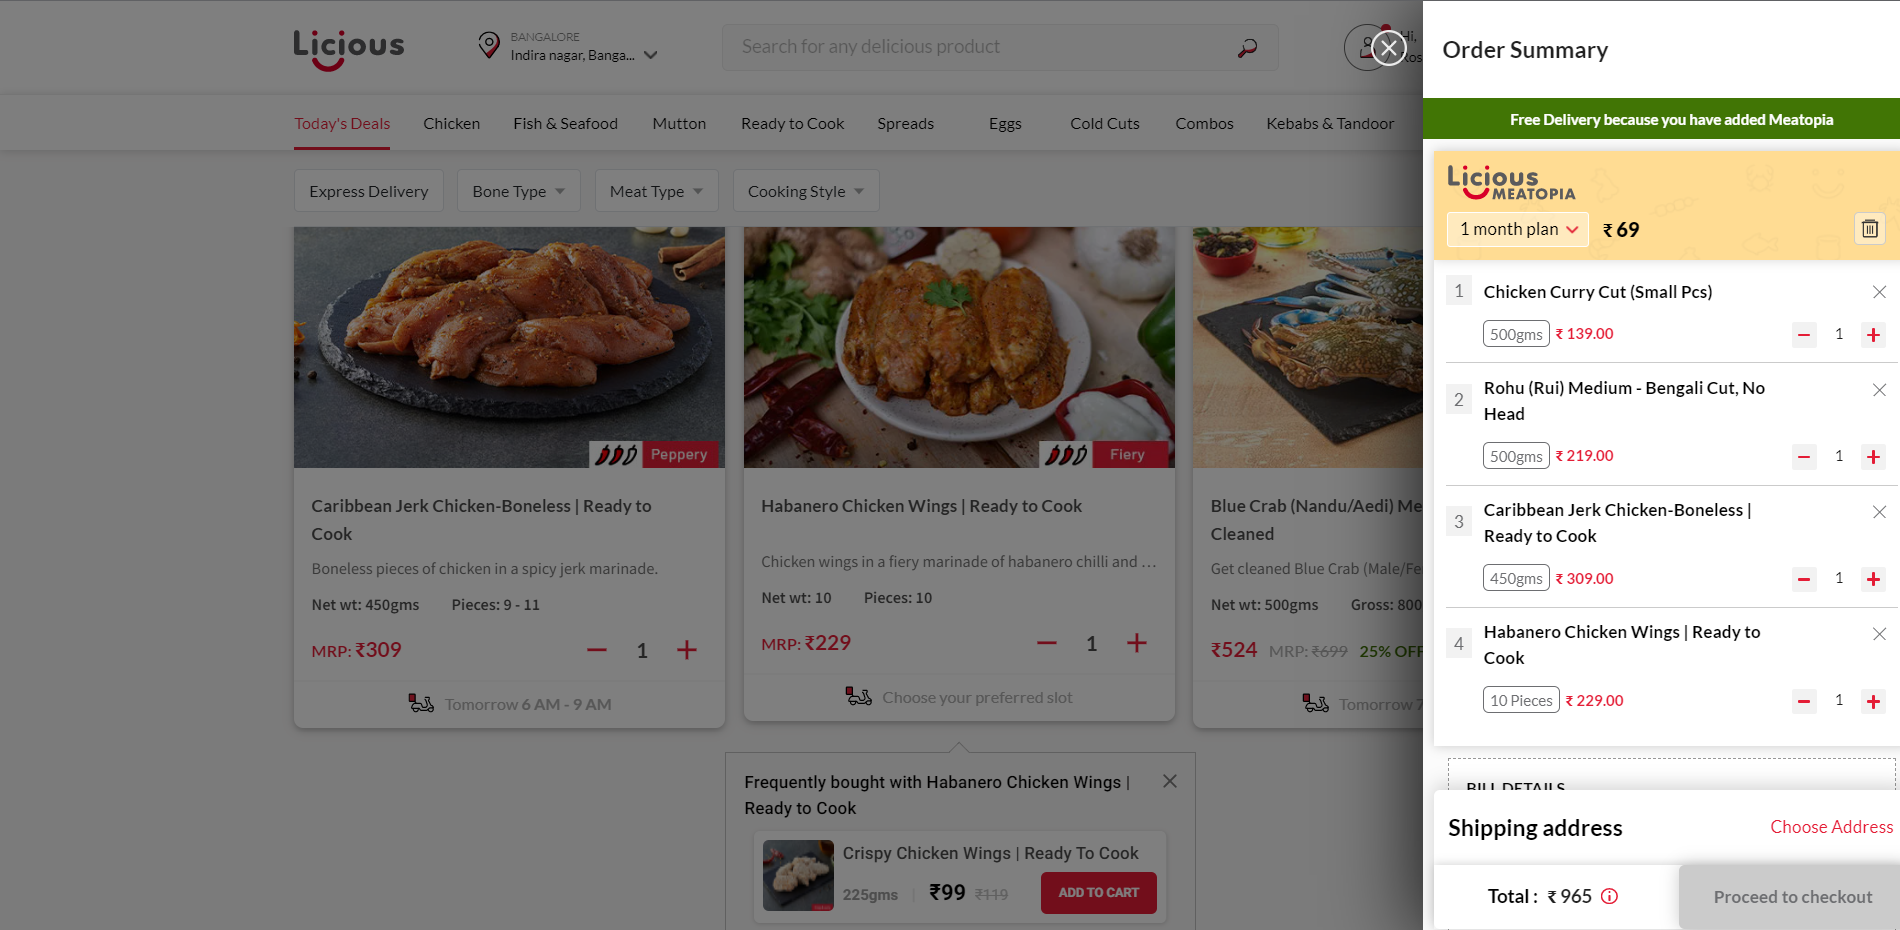 Licious
BANGALORE
Indira nagar, Banga...
Search for any delicious product
Hi,
Order Summary
Today's Deals
Chicken
Fish & Seafood
Mutton
Ready to Cook
Spreads
Eggs
Cold Cuts
Combos
Kebabs & Tandoor
Express Delivery
Bone Type
Meat Type
Cooking Style
Peppery
Caribbean Jerk Chicken-Boneless | Ready to
Cook
Boneless pieces of chicken in a spicy jerk marinade.
Net wt: 450gms Pieces: 9 - 11
MRP: ₹309
1
Tomorrow 6 AM - 9 AM
Fiery
Habanero Chicken Wings | Ready to Cook
Chicken wings in a fiery marinade of habanero chilli and ...
Net wt: 10 Pieces: 10
MRP: ₹229
1
Choose your preferred slot
Blue Crab (Nandu/Aedi) Me
Cleaned
Get cleaned Blue Crab (Male/Fe
Net wt: 500gms Gross: 800
₹524 MRP: ₹699 25% OFF
Tomorrow 7
Frequently bought with Habanero Chicken Wings |
Ready to Cook
Crispy Chicken Wings | Ready To Cook
225gms | ₹99 ₹119
ADD TO CART
Free Delivery because you have added Meatopia
Licious
MEATOPIA
1 month plan ₹ 69
1 Chicken Curry Cut (Small Pcs)
500gms ₹ 139.00 1
2 Rohu (Rui) Medium - Bengali Cut, No
Head
500gms ₹ 219.00 1
3 Caribbean Jerk Chicken-Boneless |
Ready to Cook
450gms ₹ 309.00 1
4 Habanero Chicken Wings | Ready to
Cook
10 Pieces ₹ 229.00 1
BILL DETAILS
Shipping address Choose Address
Total : ₹ 965 Proceed to checkout